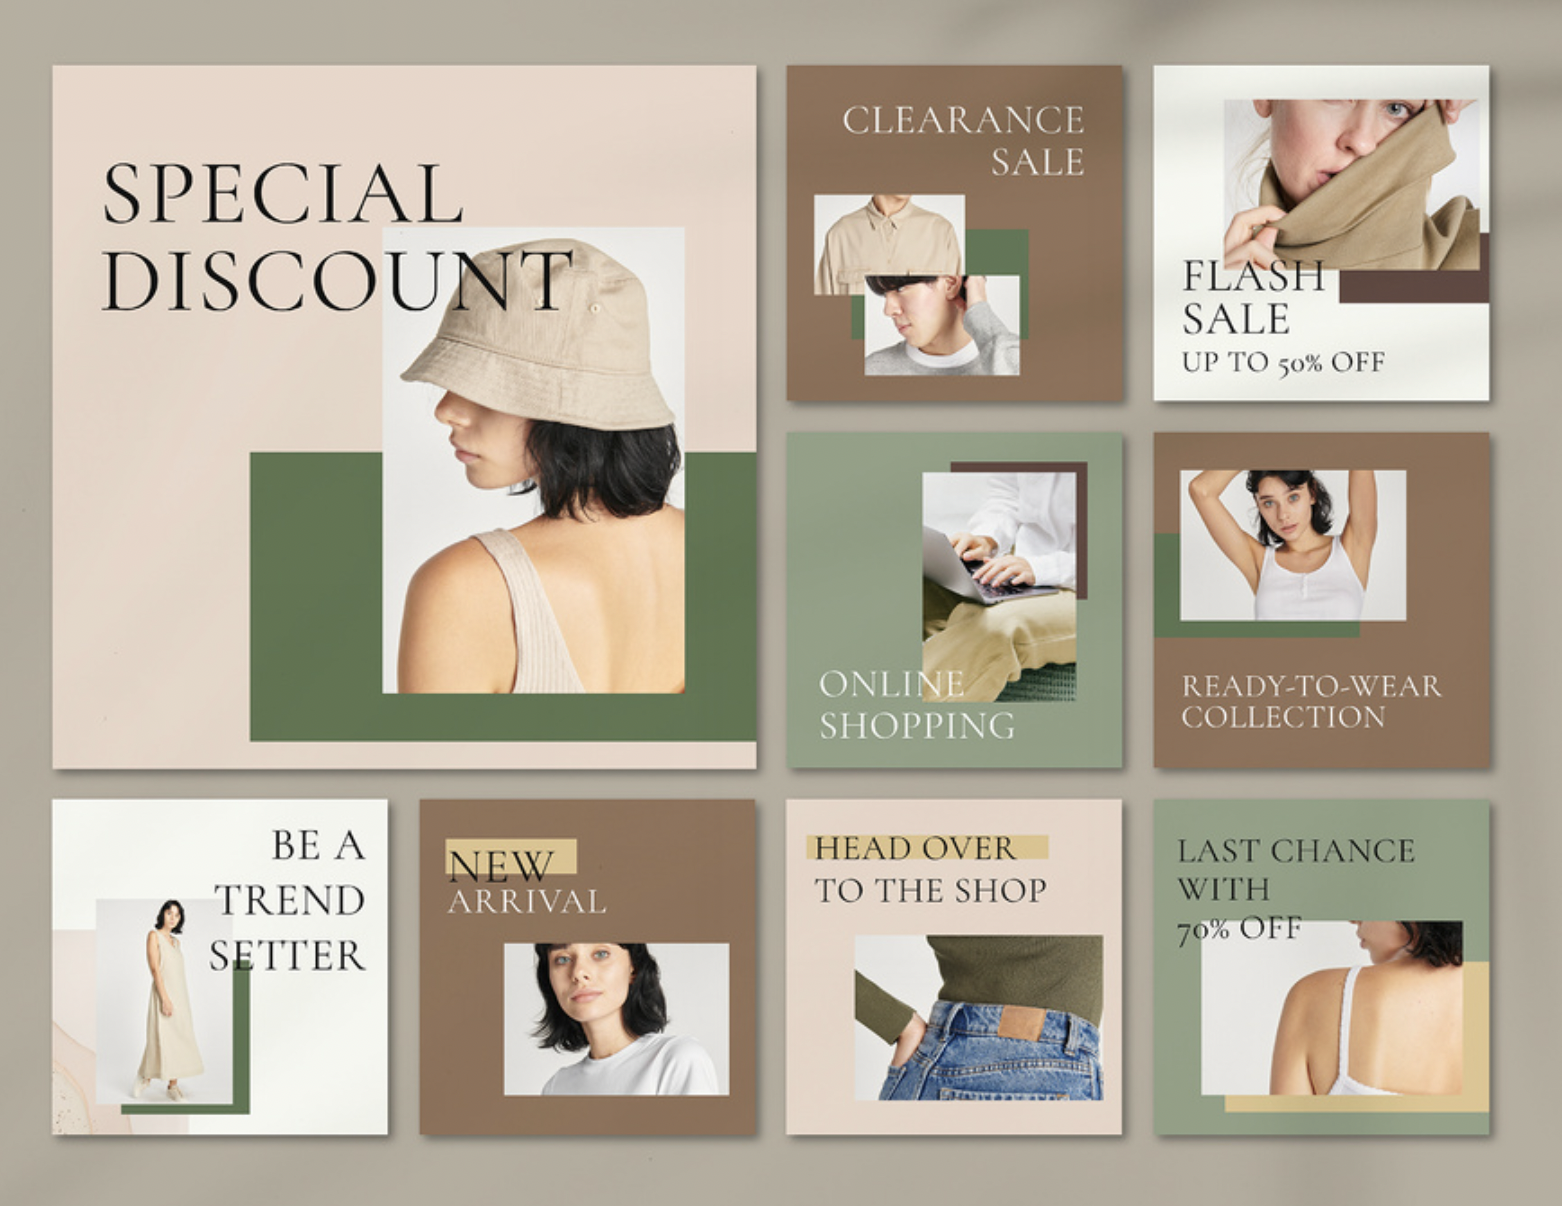 SPECIAL
DISCOUNT
CLEARANCE
SALE
FLASH
SALE
UP TO 50% OFF
ONLINE
SHOPPING
READY-TO-WEAR
COLLECTION
BE A
TREND
SETTER
NEW
ARRIVAL
HEAD OVER
TO THE SHOP
LAST CHANCE
WITH
70% OFF